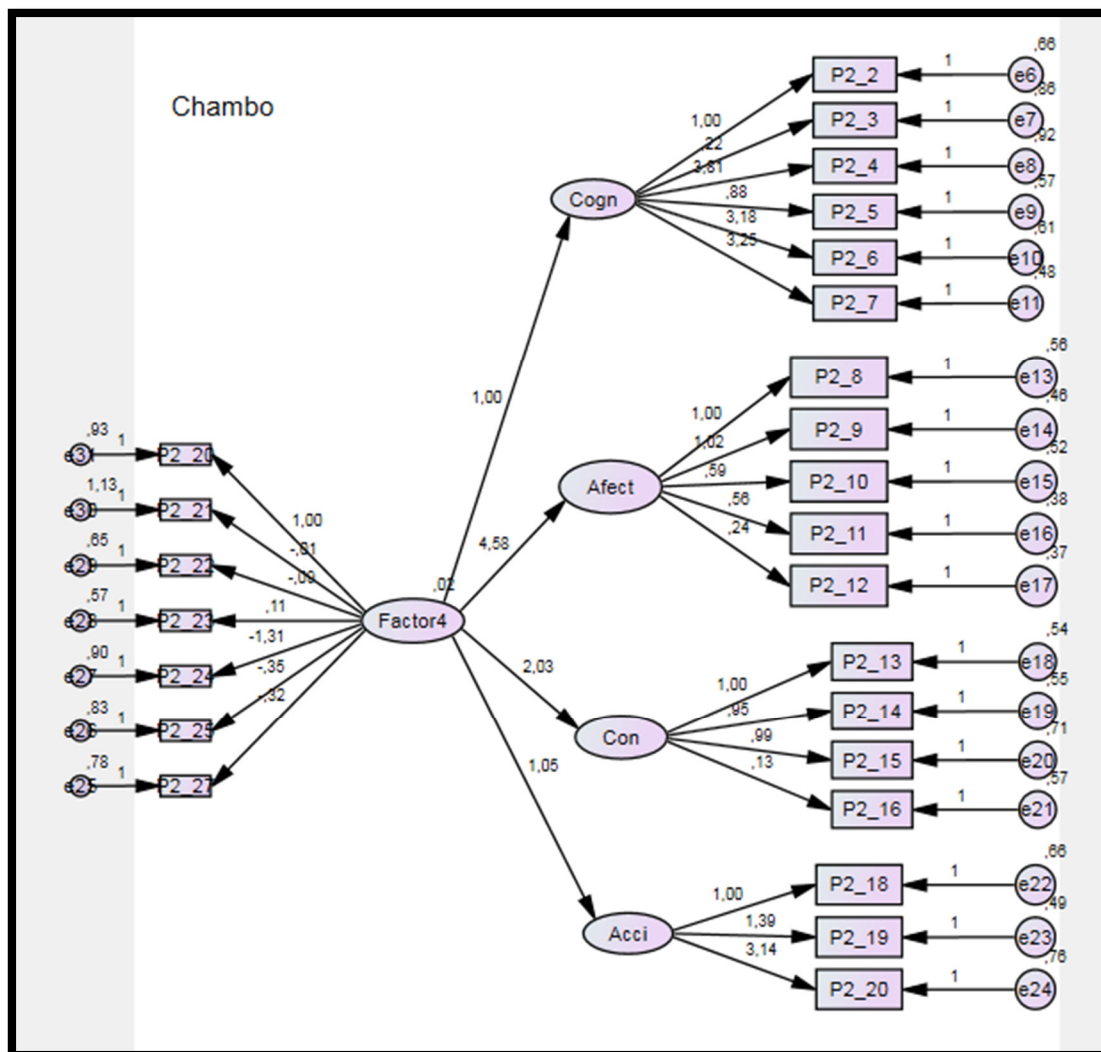 Chambo
,66
P2_2
1
e6
1,00
,86
P2_3
1
e7
,22
,92
P2_4
1
e8
3,81
,57
Cogn
,88
P2_5
1
e9
3,18
,61
P2_6
1
e10
3,25
,48
P2_7
1
e11
,56
P2_8
1
e13
1,00
1,00
,46
P2_9
1
e14
1,02
,52
Afect
,59
P2_10
1
e15
,56
,38
P2_11
1
e16
,24
,37
P2_12
1
e17
4,58
,93
1
e31
P2_20
1,00
1,13
1
e30
P2_21
-,01
,65
1
e29
P2_22
-,09
,02
,57
1
e28
P2_23
,11
Factor4
,90
1
e27
P2_24
-1,31
,83
1
e26
P2_25
-,35
,78
1
e25
P2_27
-,32
2,03
,54
P2_13
1
e18
1,00
,55
P2_14
1
e19
,95
,71
Con
,99
P2_15
1
e20
,13
,57
P2_16
1
e21
1,05
,66
P2_18
1
e22
1,00
,49
Acci
1,39
P2_19
1
e23
3,14
,76
P2_20
1
e24